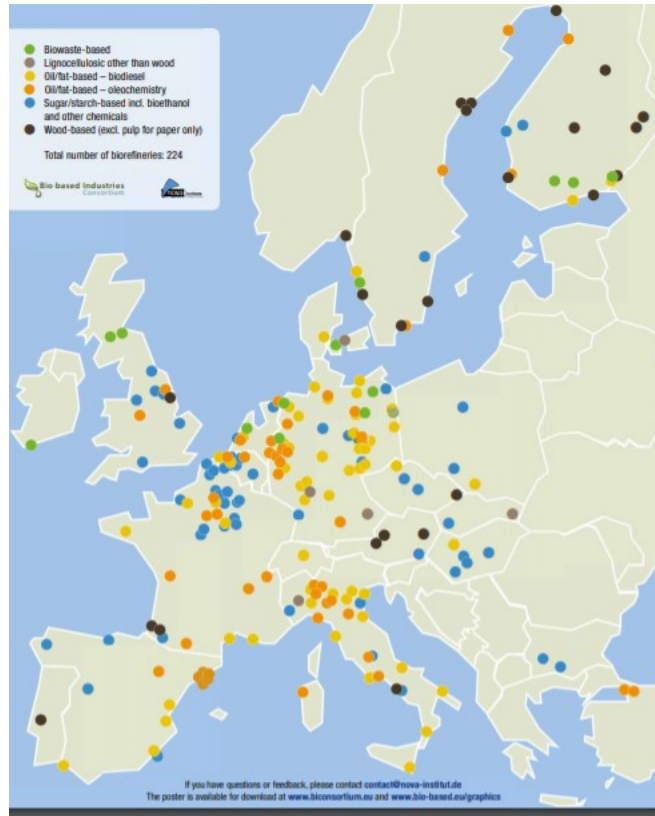 Biowaste-based
Lignocellulosic other than wood
Oil/fat-based – biodiesel
Oil/fat-based – oleochemistry
Sugar/starch-based incl. bioethanol
and other chemicals
Wood-based (excl. pulp for paper only)
Total number of biorefineries: 224
Bio-based Industries
Consortium
If you have questions or feedback, please contact contact@nova-institut.de
The poster is available for download at www.biconsortium.eu and www.bio-based.eu/graphics